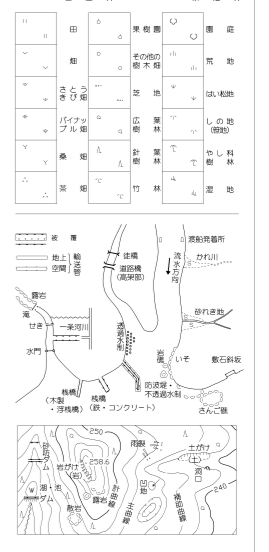 田
果樹園
園庭
畑
その他の樹木畑
荒地
さとうきび畑
芝地
はい松地
パイナップル畑
広葉樹林
しの地(笹地)
桑畑
針葉樹林
やし科樹林
茶畑
竹林
湿地
被覆
地上
空間
輸送管
徒橋
道路橋
(高架部)
渡船発着所
流水方向
かれ川
露岩
滝
せき
一条河川
透過水制
砂れき地
水門
岩礁
いそ
敷石斜坂
桟橋
(木製・浮桟橋)
桟橋
(鉄・コンクリート)
防波堤・不透過水制
さんご礁
250
砂防ダム
岩がけ(岩)
258.6
湖・池
ダム
露岩
散岩
計曲線
主曲線
雨裂
凹地
補助曲線
土がけ
(土)
洞口
240